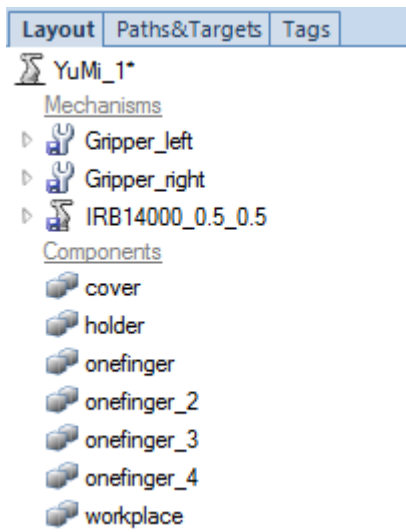 Layout Paths&Targets Tags
YuMi_1*
Mechanisms
Gripper_left
Gripper_right
IRB14000_0.5_0.5
Components
cover
holder
onefinger
onefinger_2
onefinger_3
onefinger_4
workplace